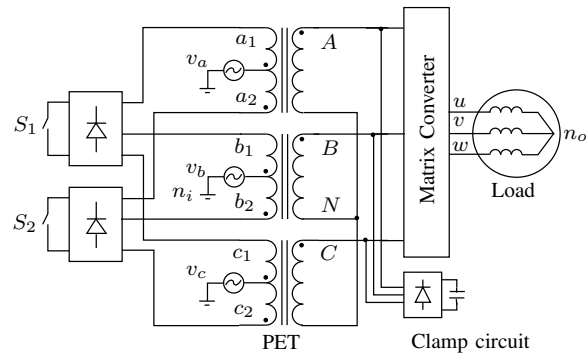 a1
A
va
a2
S1
b1
B
vb
ni
b2
N
S2
c1
C
vc
c2
PET
Matrix Converter
u
v
w
no
Load
Clamp circuit